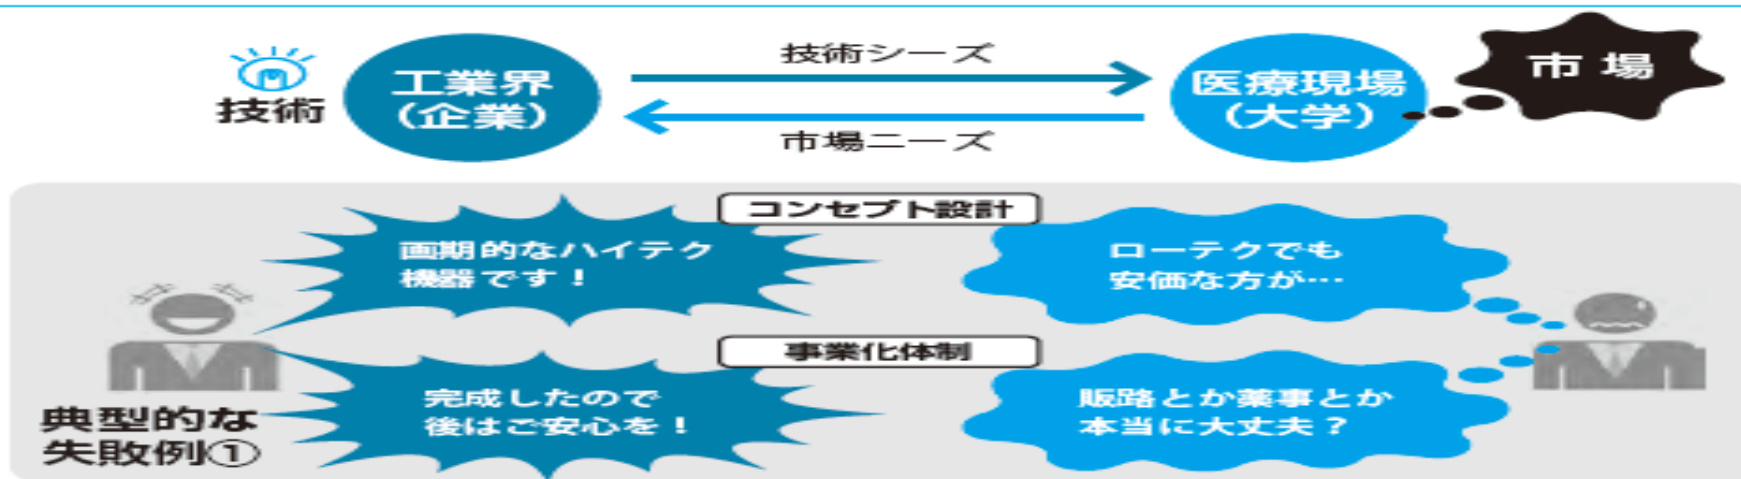 技術シーズ
市場
工業界
(企業)
医療現場
(大学)
技術
市場ニーズ
コンセプト設計
画期的なハイテク
機器です！
ローテクでも
安価な方が…
事業化体制
完成したので
後はご安心を！
販路とか薬事とか
本当に大丈夫？
典型的な
失敗例①